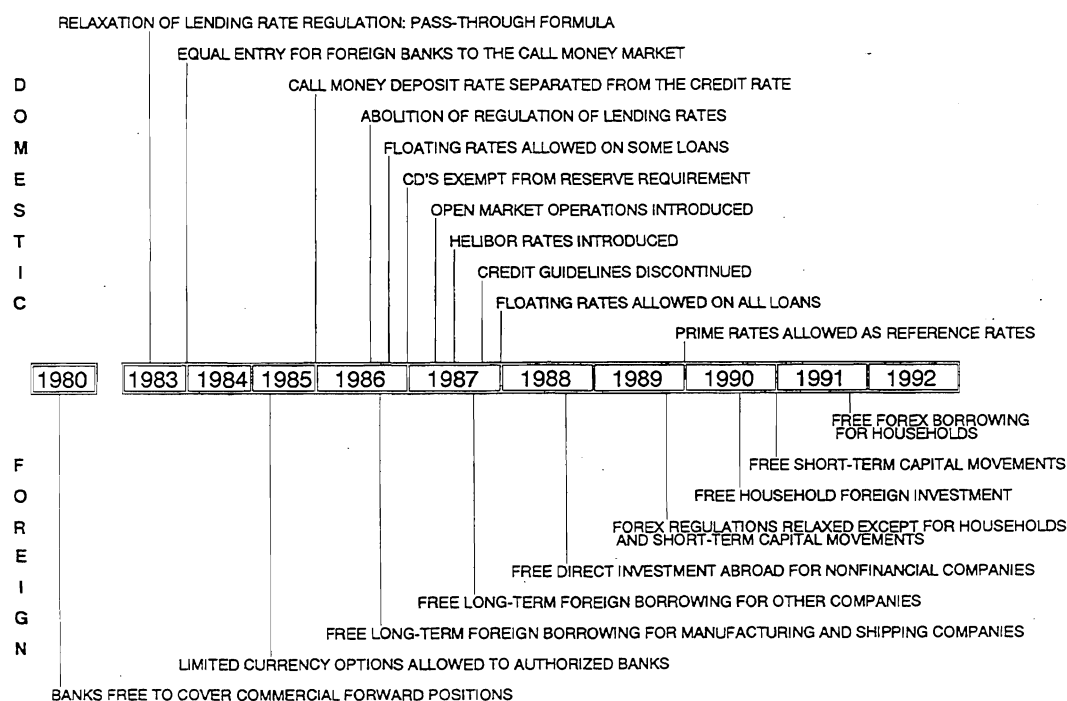 RELAXATION OF LENDING RATE REGULATION: PASS-THROUGH FORMULA
EQUAL ENTRY FOR FOREIGN BANKS TO THE CALL MONEY MARKET
CALL MONEY DEPOSIT RATE SEPARATED FROM THE CREDIT RATE
ABOLITION OF REGULATION OF LENDING RATES
FLOATING RATES ALLOWED ON SOME LOANS
CD'S EXEMPT FROM RESERVE REQUIREMENT
OPEN MARKET OPERATIONS INTRODUCED
HELIBOR RATES INTRODUCED
CREDIT GUIDELINES DISCONTINUED
FLOATING RATES ALLOWED ON ALL LOANS
PRIME RATES ALLOWED AS REFERENCE RATES
DOMESTIC
1980 1983 1984 1985 1986 1987 1988 1989 1990 1991 1992
FREE FOREX BORROWING
FOR HOUSEHOLDS
FREE SHORT-TERM CAPITAL MOVEMENTS
FREE HOUSEHOLD FOREIGN INVESTMENT
FOREX REGULATIONS RELAXED EXCEPT FOR HOUSEHOLDS
AND SHORT-TERM CAPITAL MOVEMENTS
FREE DIRECT INVESTMENT ABROAD FOR NONFINANCIAL COMPANIES
FREE LONG-TERM FOREIGN BORROWING FOR OTHER COMPANIES
FREE LONG-TERM FOREIGN BORROWING FOR MANUFACTURING AND SHIPPING COMPANIES
LIMITED CURRENCY OPTIONS ALLOWED TO AUTHORIZED BANKS
BANKS FREE TO COVER COMMERCIAL FORWARD POSITIONS
FOREIGN